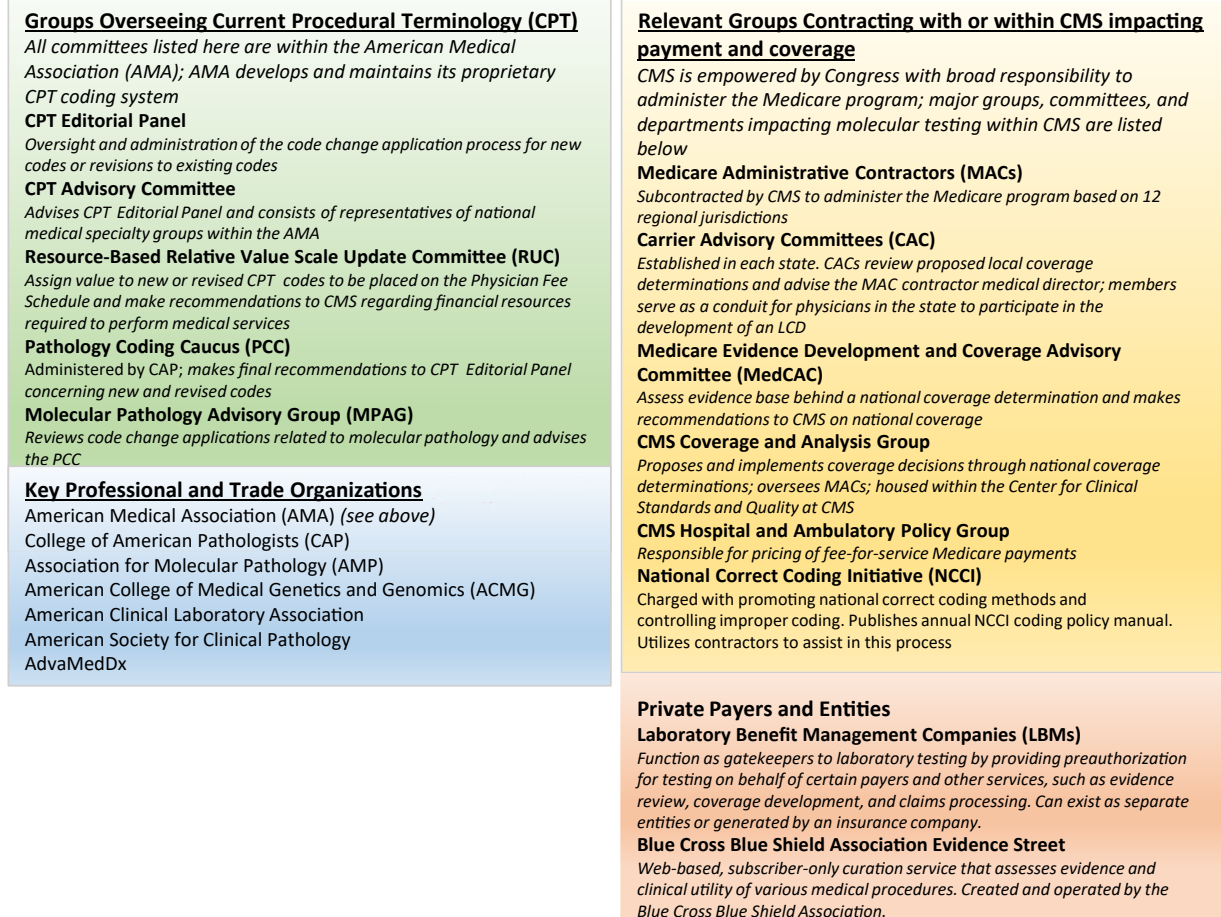 Groups Overseeing Current Procedural Terminology (CPT)
All committees listed here are within the American Medical
Association (AMA); AMA develops and maintains its proprietary
CPT coding system
CPT Editorial Panel
Oversight and administration of the code change application process for new
codes or revisions to existing codes
CPT Advisory Committee
Advises CPT Editorial Panel and consists of representatives of national
medical specialty groups within the AMA
Resource-Based Relative Value Scale Update Committee (RUC)
Assign value to new or revised CPT codes to be placed on the Physician Fee
Schedule and make recommendations to CMS regarding financial resources
required to perform medical services
Pathology Coding Caucus (PCC)
Administered by CAP; makes final recommendations to CPT Editorial Panel
concerning new and revised codes
Molecular Pathology Advisory Group (MPAG)
Reviews code change applications related to molecular pathology and advises
the PCC
Key Professional and Trade Organizations
American Medical Association (AMA) (see above)
College of American Pathologists (CAP)
Association for Molecular Pathology (AMP)
American College of Medical Genetics and Genomics (ACMG)
American Clinical Laboratory Association
American Society for Clinical Pathology
AdvaMedDx
Relevant Groups Contracting with or within CMS impacting
payment and coverage
CMS is empowered by Congress with broad responsibility to
administer the Medicare program; major groups, committees, and
departments impacting molecular testing within CMS are listed
below
Medicare Administrative Contractors (MACs)
Subcontracted by CMS to administer the Medicare program based on 12
regional jurisdictions
Carrier Advisory Committees (CAC)
Established in each state. CACs review proposed local coverage
determinations and advise the MAC contractor medical director; members
serve as a conduit for physicians in the state to participate in the
development of an LCD
Medicare Evidence Development and Coverage Advisory
Committee (MedCAC)
Assess evidence base behind a national coverage determination and makes
recommendations to CMS on national coverage
CMS Coverage and Analysis Group
Proposes and implements coverage decisions through national coverage
determinations; oversees MACs; housed within the Center for Clinical
Standards and Quality at CMS
CMS Hospital and Ambulatory Policy Group
Responsible for pricing of fee-for-service Medicare payments
National Correct Coding Initiative (NCCI)
Charged with promoting national correct coding methods and
controlling improper coding. Publishes annual NCCI coding policy manual.
Utilizes contractors to assist in this process
Private Payers and Entities
Laboratory Benefit Management Companies (LBMs)
Function as gatekeepers to laboratory testing by providing preauthorization
for testing on behalf of certain payers and other services, such as evidence
review, coverage development, and claims processing. Can exist as separate
entities or generated by an insurance company.
Blue Cross Blue Shield Association Evidence Street
Web-based, subscriber-only curation service that assesses evidence and
clinical utility of various medical procedures. Created and operated by the
Blue Cross Blue Shield Association.